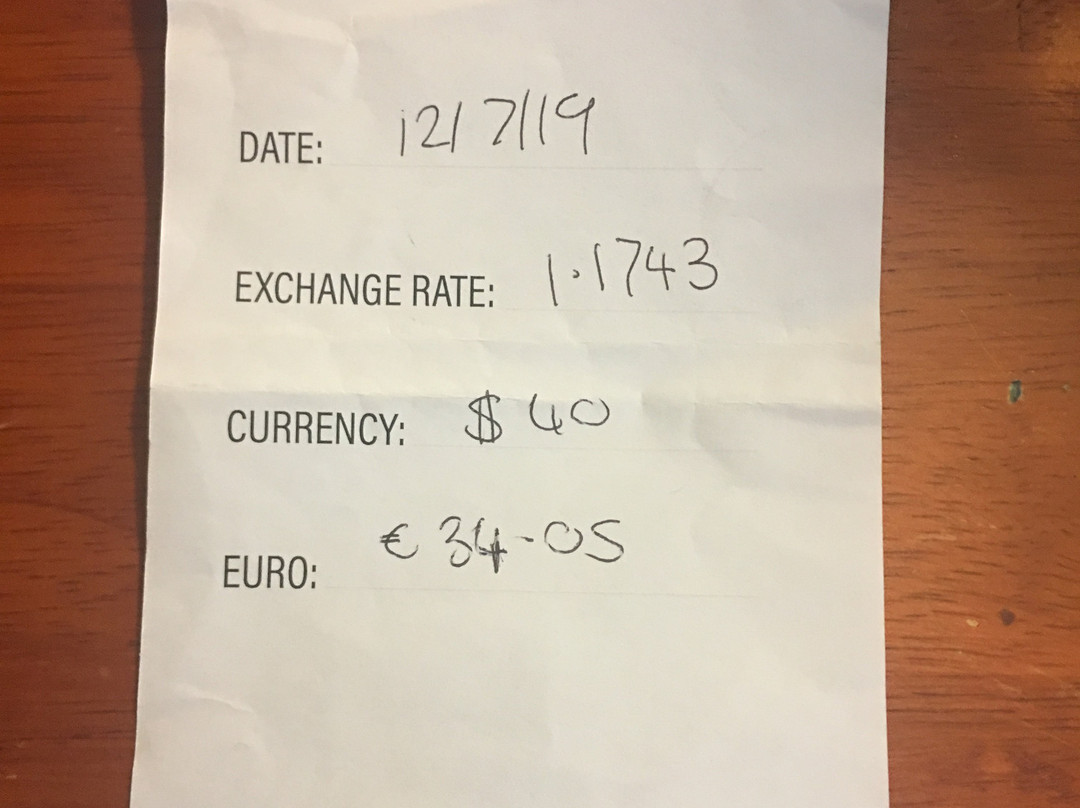 DATE: 12/7/19
EXCHANGE RATE: 1.1743
CURRENCY: $ 40
EURO: € 34-05